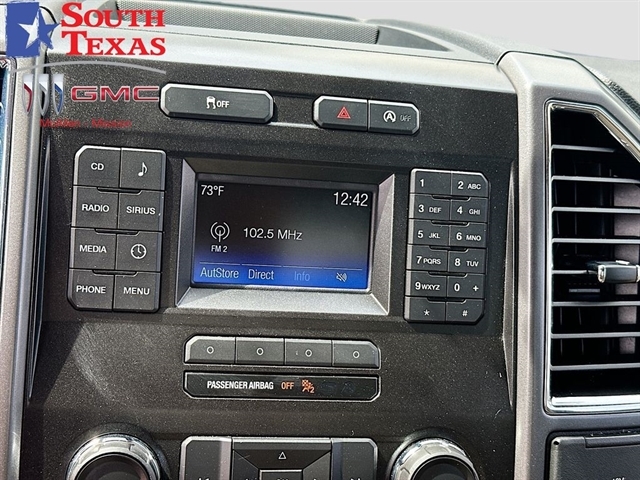 SOUTH
TEXAS
GMC
OFF
OFF
CD
RADIO SIRIUS
MEDIA
PHONE MENU
73°F 12:42
102.5 MHz
FM 2
AutoStore Direct Info
1 2 ABC
3 DEF 4 GHI
5 JKL 6 MNO
7 PQRS 8 TUV
9 WXYZ 0 +
* #
PASSENGER AIRBAG OFF 2